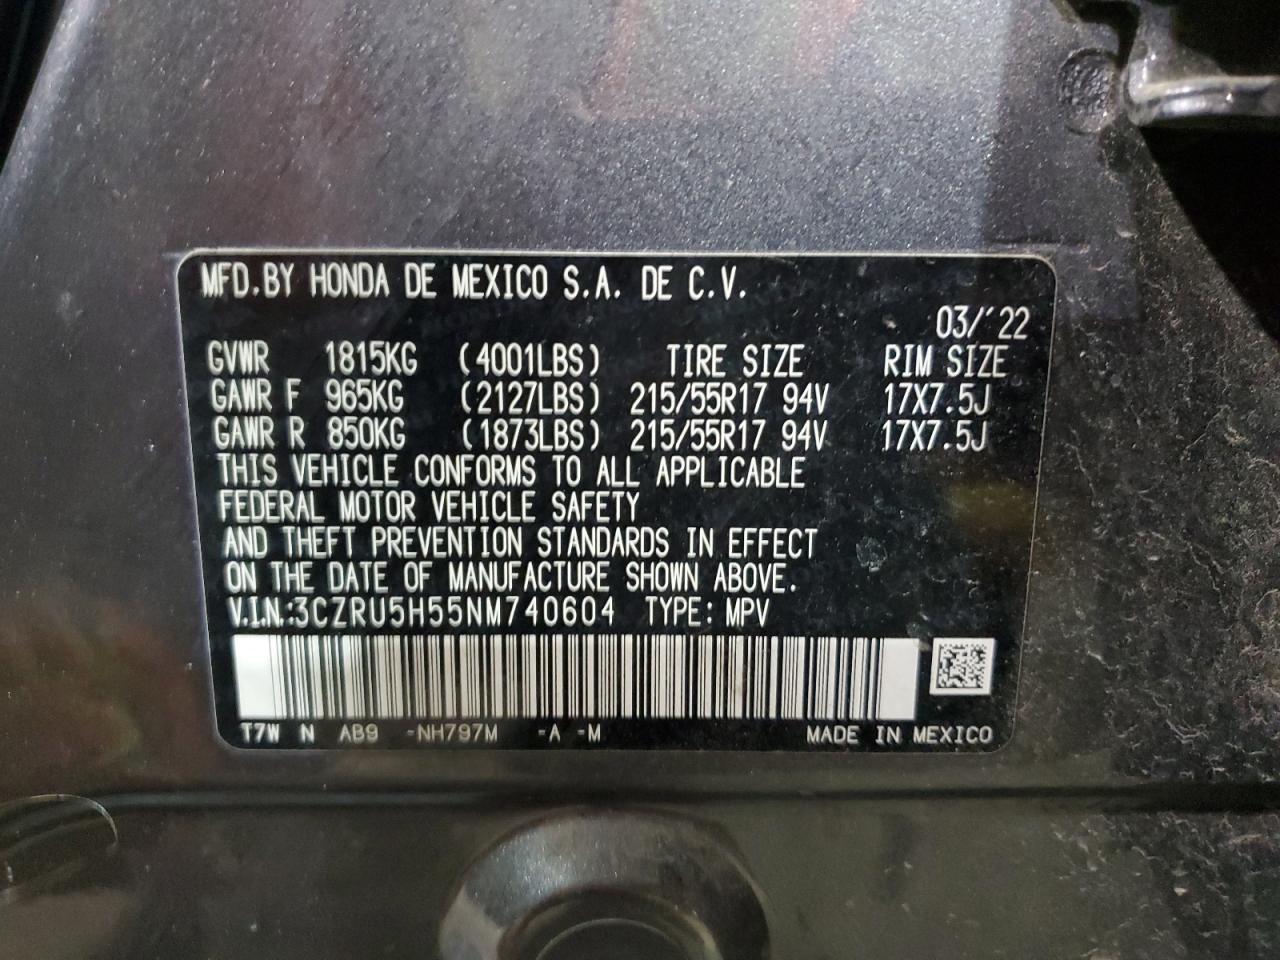 MFD.BY HONDA DE MEXICO S.A. DE C.V.
03/'22
GVWR 1815KG (4001LBS) TIRE SIZE RIM SIZE
GAWR F 965KG (2127LBS) 215/55R17 94V 17X7.5J
GAWR R 850KG (1873LBS) 215/55R17 94V 17X7.5J
THIS VEHICLE CONFORMS TO ALL APPLICABLE
FEDERAL MOTOR VEHICLE SAFETY
AND THEFT PREVENTION STANDARDS IN EFFECT
ON THE DATE OF MANUFACTURE SHOWN ABOVE.
V.I.N.:3CZRU5H55NM740604 TYPE: MPV
T7W N AB9 -NH797M -A -M MADE IN MEXICO